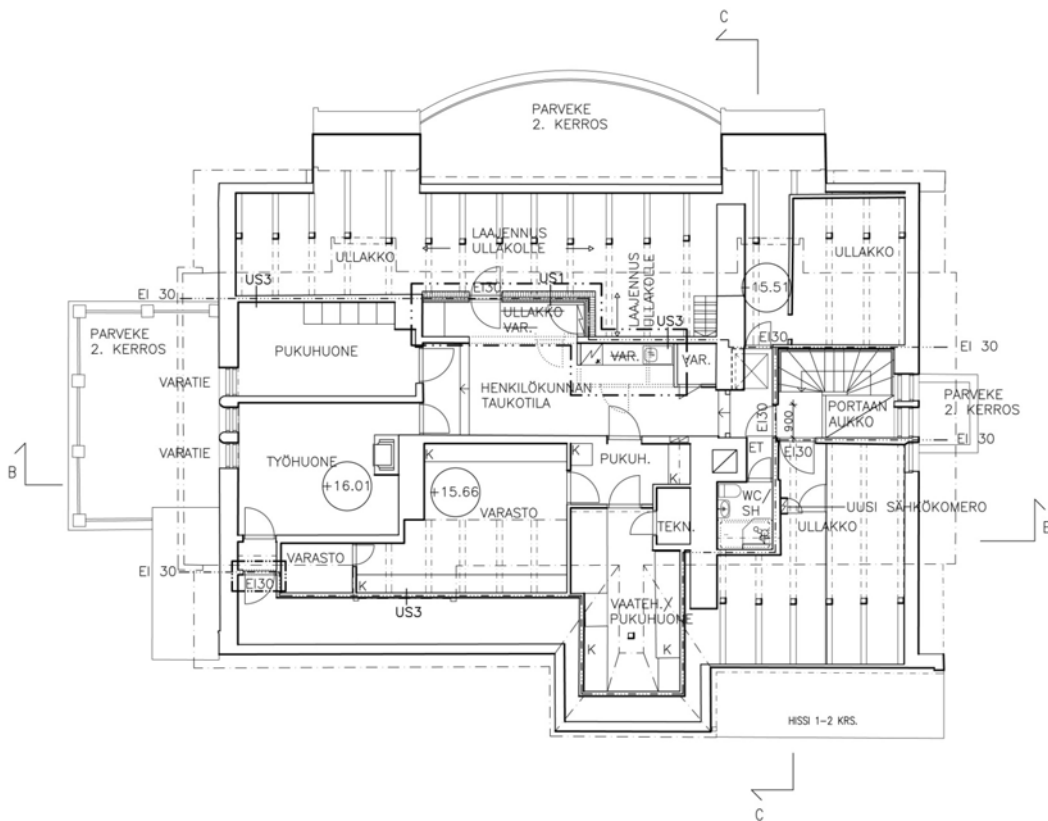 C
PARVEKE
2. KERROS
LAAJENNUS
ULLAKOLLE
ULLAKKO
LAAJENNUS
ULLAKOLLE
US3
EI30
US1
+15.51
EI 30
ULLAKKO
VAR.
US3
PARVEKE
2. KERROS
PUKUHUONE
VAR.
VAR.
EI30
EI 30
VARATIE
HENKILÖKUNNAN
TAUKOTILA
EI30
900
PORTAAN
AUKKO
PARVEKE
2. KERROS
EI 30
VARATIE
TYÖHUONE
ET
EI30
B
K
PUKUH.
K
+16.01
+15.66
WC
SH
VARASTO
UUSI SÄHKÖKOMERO
ULLAKKO
TEKN.
VARASTO
EI 30
EI30
K
US3
VAATEH./
PUKUHUONE
K
K
HISSI 1-2 KRS.
C